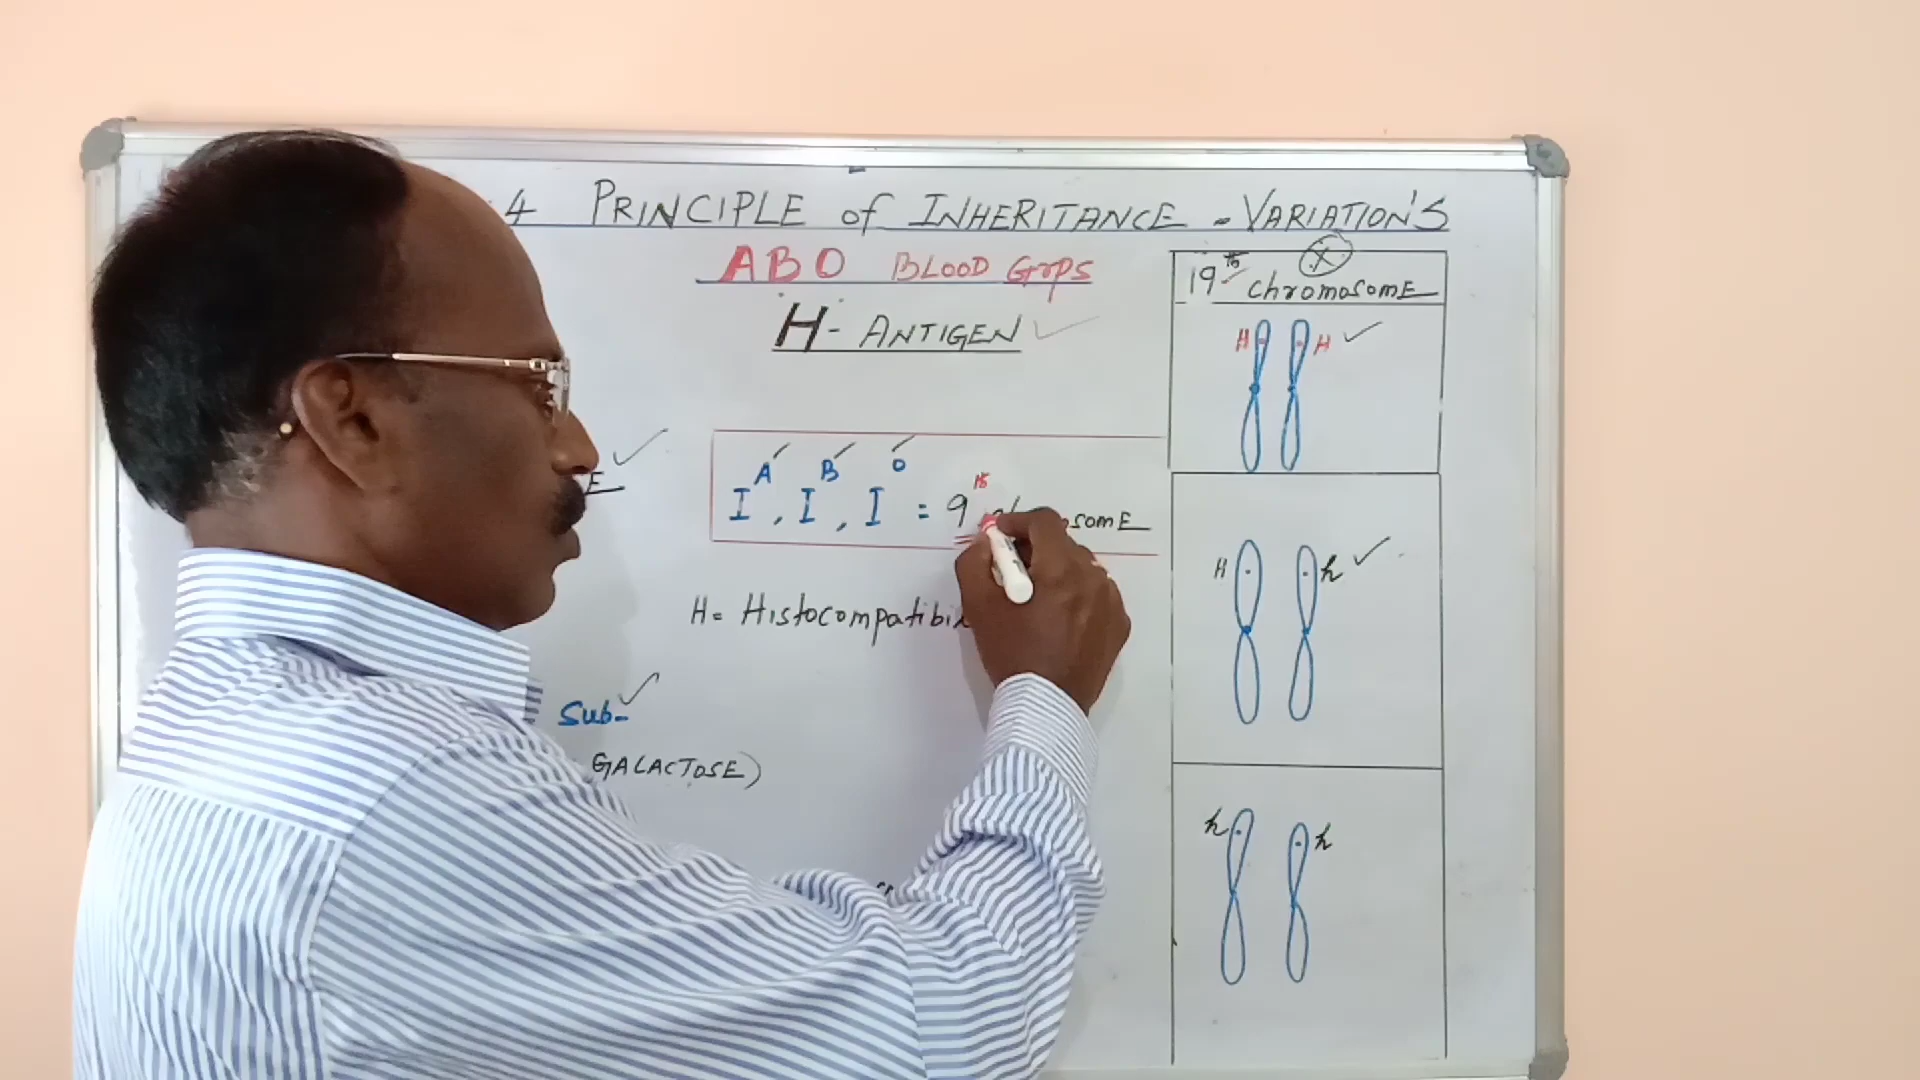 4 PRINCIPLE of INHERITANCE - VARIATION'S
ABO BLOOD GrPS
H- ANTIGEN ✓
I^A, I^B, I^O = 9th
H= Histocompatibi
Sub-
GALACTOSE)
19th chromosomE
H H
H h
h h